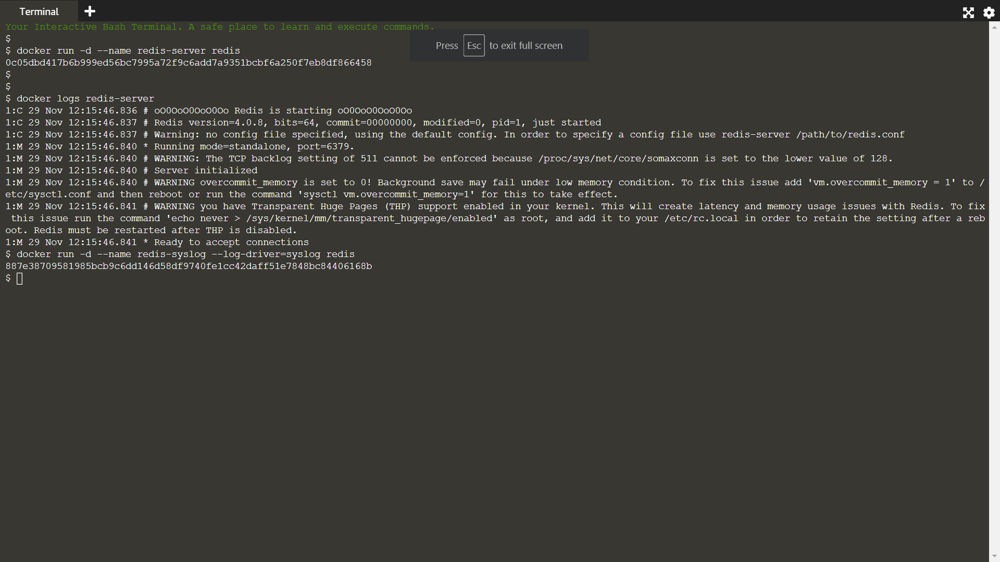 Terminal
Your Interactive Bash Terminal. A safe place to learn and execute commands.
Press Esc to exit full screen
$
$ docker run -d --name redis-server redis
0c05dbd417b6b999ed56bc7995a72f9c6add7a9351bcbf6a250f7eb8df866458
$
$
$ docker logs redis-server
1:C 29 Nov 12:15:46.836 # oO0OoO0OoO0Oo Redis is starting oO0OoO0OoO0Oo
1:C 29 Nov 12:15:46.837 # Redis version=4.0.8, bits=64, commit=00000000, modified=0, pid=1, just started
1:C 29 Nov 12:15:46.837 # Warning: no config file specified, using the default config. In order to specify a config file use redis-server /path/to/redis.conf
1:M 29 Nov 12:15:46.840 * Running mode=standalone, port=6379.
1:M 29 Nov 12:15:46.840 # WARNING: The TCP backlog setting of 511 cannot be enforced because /proc/sys/net/core/somaxconn is set to the lower value of 128.
1:M 29 Nov 12:15:46.840 # Server initialized
1:M 29 Nov 12:15:46.840 # WARNING overcommit_memory is set to 0! Background save may fail under low memory condition. To fix this issue add 'vm.overcommit_memory = 1' to /
etc/sysctl.conf and then reboot or run the command 'sysctl vm.overcommit_memory=1' for this to take effect.
1:M 29 Nov 12:15:46.841 # WARNING you have Transparent Huge Pages (THP) support enabled in your kernel. This will create latency and memory usage issues with Redis. To fix
this issue run the command 'echo never > /sys/kernel/mm/transparent_hugepage/enabled' as root, and add it to your /etc/rc.local in order to retain the setting after a reb
oot. Redis must be restarted after THP is disabled.
1:M 29 Nov 12:15:46.841 * Ready to accept connections
$ docker run -d --name redis-syslog --log-driver=syslog redis
887e38709581985bcb9c6dd146d58df9740fe1cc42daff51e7848bc84406168b
$